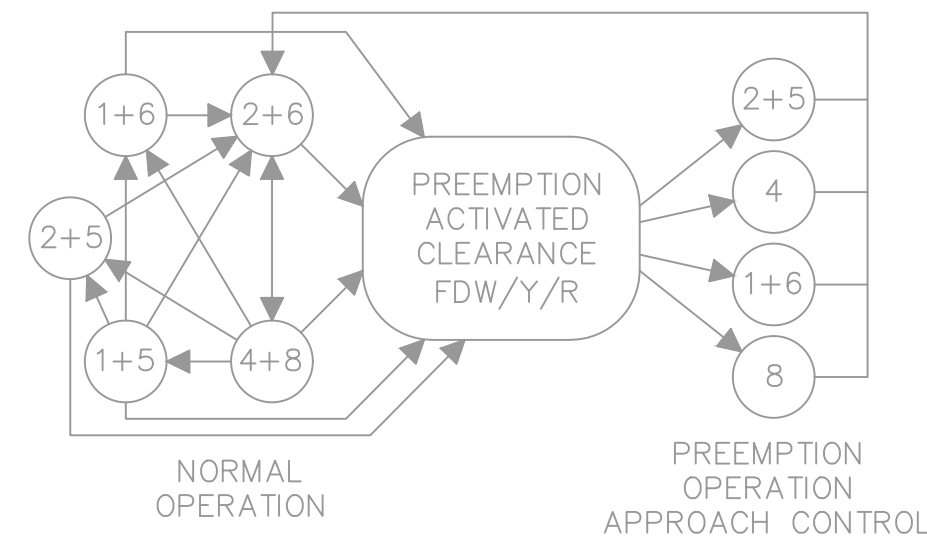 1+6
2+6
2+5
1+5
4+8
PREEMPTION
ACTIVATED
CLEARANCE
FDW/Y/R
2+5
4
1+6
8
NORMAL
OPERATION
PREEMPTION
OPERATION
APPROACH CONTROL